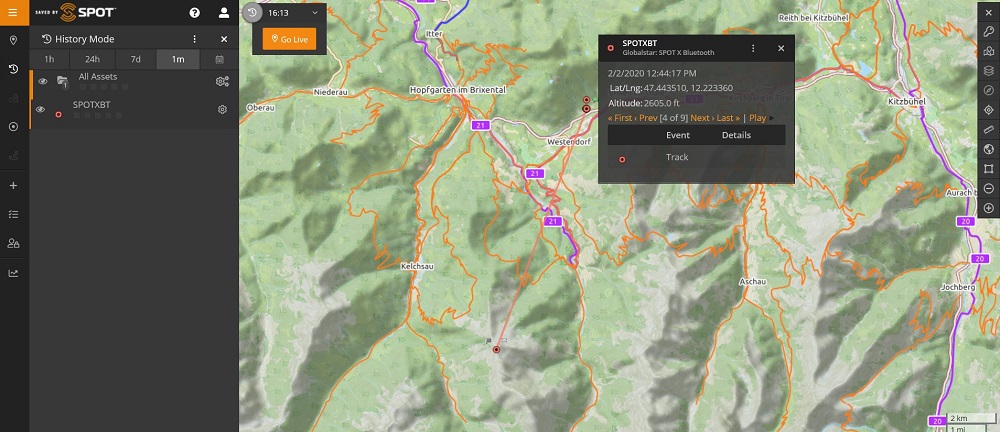 SAVED BY SPOT
History Mode
1h 24h 7d 1m
All Assets
1
SPOTXBT
16:13
Go Live
SPOTXBT
Globalstar: SPOT X Bluetooth
2/2/2020 12:44:17 PM
Lat/Lng: 47.443510, 12.223360
Altitude: 2605.0 ft
« First ‹ Prev [4 of 9] Next › Last » | Play
Event Details
Track
Reith bei Kitzbühel
Itter
Niederau
Hopfgarten im Brixental
Oberau
Kitzbühel
21
Westendorf
21
Aurach b
21
20
Kelchsau
20
Aschau
Jochberg
20
2 km
1 mi